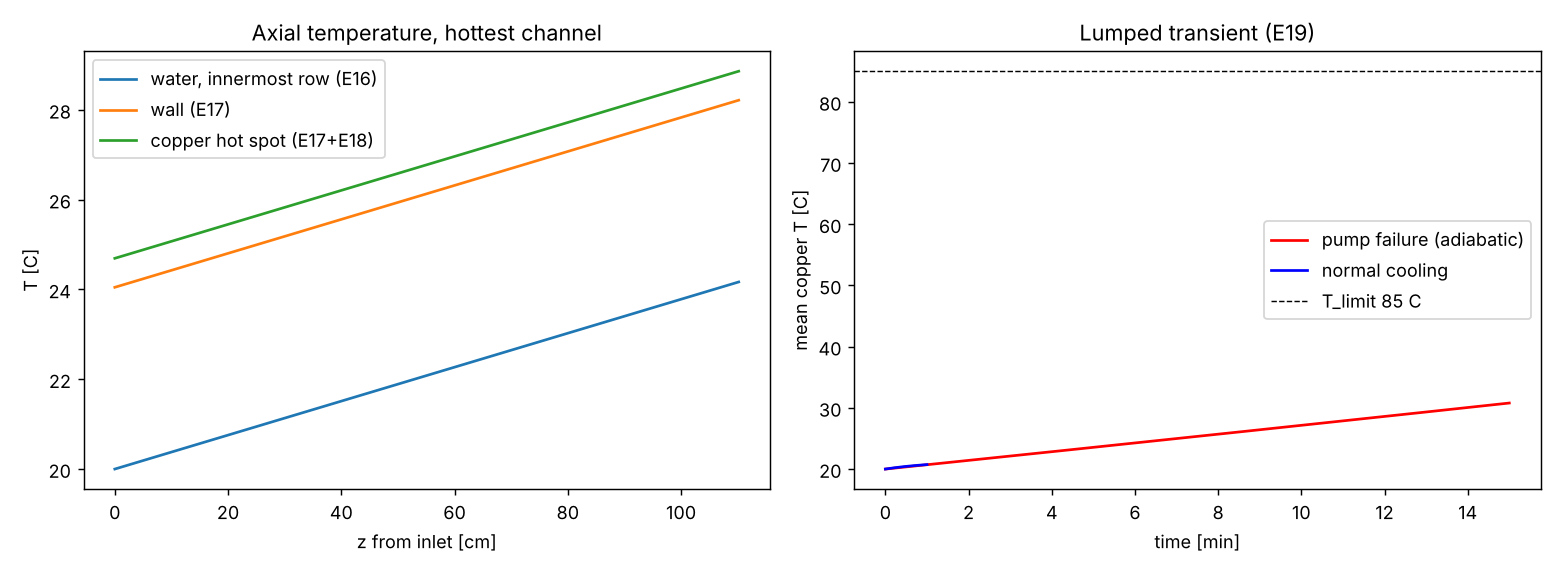 Axial temperature, hottest channel
water, innermost row (E16)
wall (E17)
copper hot spot (E17+E18)
T [C]
28
26
24
22
20
0 20 40 60 80 100
z from inlet [cm]
Lumped transient (E19)
pump failure (adiabatic)
normal cooling
T_limit 85 C
mean copper T [C]
80
70
60
50
40
30
20
0 2 4 6 8 10 12 14
time [min]